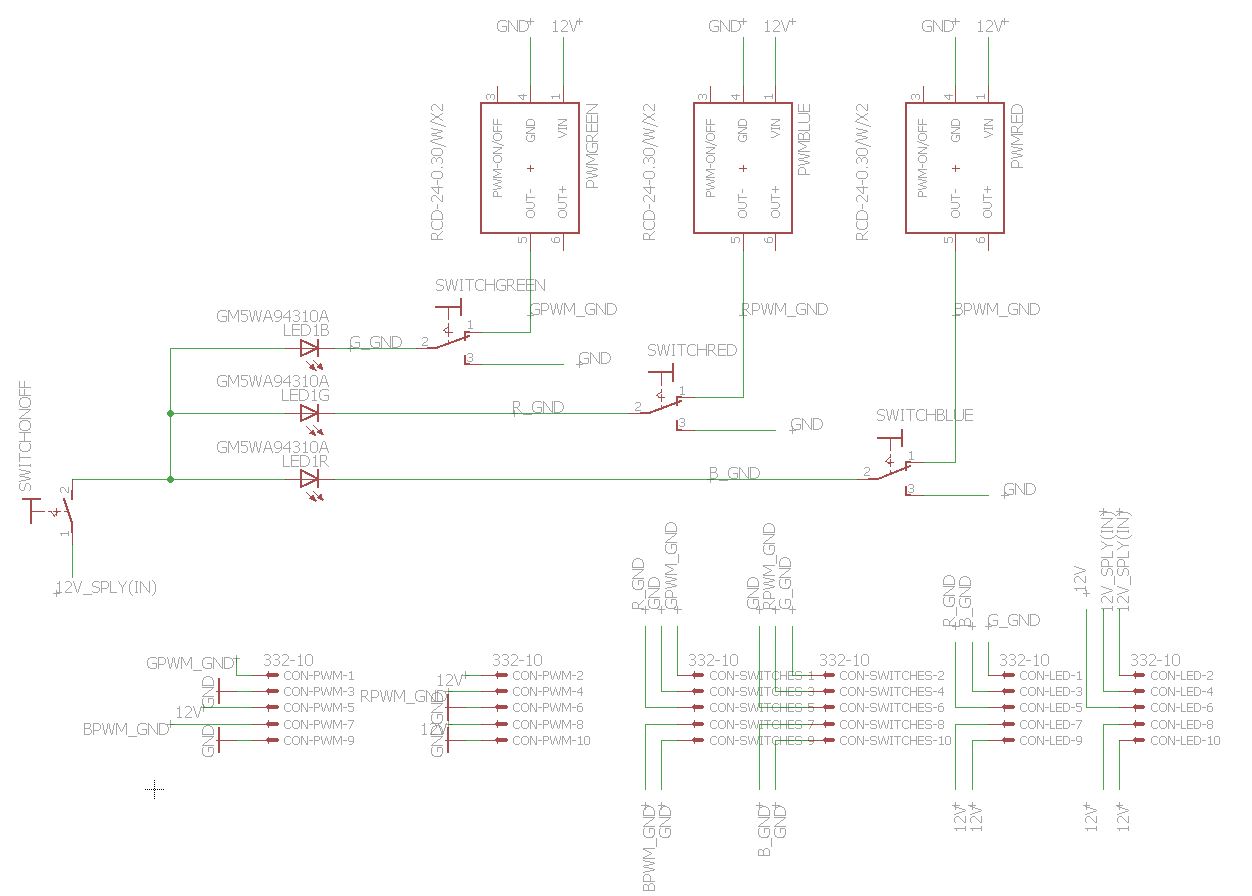 GND 12V GND 12V GND 12V
3 4 1 3 4 1 3 4 1
RCD-24-0.30/W/X2 PWM-ON/OFF GND VIN OUT- OUT+ PWMGREEN
RCD-24-0.30/W/X2 PWM-ON/OFF GND VIN OUT- OUT+ PWMBLUE
RCD-24-0.30/W/X2 PWM-ON/OFF GND VIN OUT- OUT+ PWMRED
5 6 5 6 5 6
SWITCHGREEN
GPWM_GND RPWM_GND BPWM_GND
GM5WA94310A
LED1B
G_GND 2 1 3 GND
SWITCHRED
GM5WA94310A
LED1G
R_GND 2 1 3 GND
SWITCHBLUE
GM5WA94310A
LED1R
B_GND 2 1 3 GND
SWITCHONOFF
2
1
12V_SPLY(IN)
R_GND GND GPWM_GND
GND RPWM_GND G_GND
R_GND B_GND G_GND
12V 12V_SPLY(IN) 12V_SPLY(IN)
GPWM_GND 332-10
CON-PWM-1
GND CON-PWM-3
12V CON-PWM-5
BPWM_GND CON-PWM-7
GND CON-PWM-9
332-10
12V CON-PWM-2
RPWM_GND CON-PWM-4
GND CON-PWM-6
12V CON-PWM-8
GND CON-PWM-10
332-10
CON-SWITCHES-1
CON-SWITCHES-3
CON-SWITCHES-5
CON-SWITCHES-7
CON-SWITCHES-9
332-10
CON-SWITCHES-2
CON-SWITCHES-4
CON-SWITCHES-6
CON-SWITCHES-8
CON-SWITCHES-10
332-10
CON-LED-1
CON-LED-3
CON-LED-5
CON-LED-7
CON-LED-9
332-10
CON-LED-2
CON-LED-4
CON-LED-6
CON-LED-8
CON-LED-10
BPWM_GND GND
B_GND GND
12V 12V
12V 12V